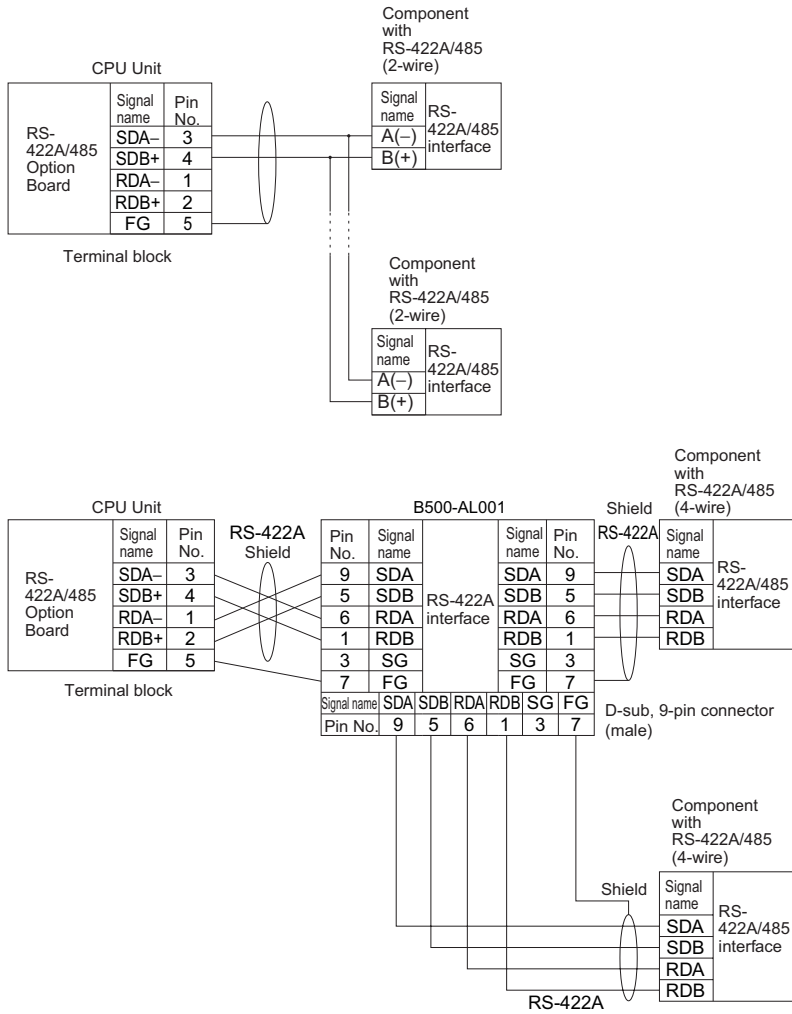 Component
with
RS-422A/485
(2-wire)
CPU Unit
RS-
422A/485
Option
Board
Signal
name
Pin
No.
SDA– 3
SDB+ 4
RDA– 1
RDB+ 2
FG 5
Terminal block
Signal
name
A(–)
B(+)
RS-
422A/485
interface
Component
with
RS-422A/485
(2-wire)
Signal
name
A(–)
B(+)
RS-
422A/485
interface
CPU Unit
RS-
422A/485
Option
Board
Signal
name
Pin
No.
SDA– 3
SDB+ 4
RDA– 1
RDB+ 2
FG 5
Terminal block
RS-422A
Shield
B500-AL001
Pin
No.
Signal
name
9 SDA
5 SDB
6 RDA
1 RDB
3 SG
7 FG
RS-422A
interface
Signal
name
Pin
No.
SDA 9
SDB 5
RDA 6
RDB 1
SG 3
FG 7
Signal name SDA SDB RDA RDB SG FG
Pin No. 9 5 6 1 3 7
D-sub, 9-pin connector
(male)
Shield
RS-422A
Component
with
RS-422A/485
(4-wire)
Signal
name
SDA
SDB
RDA
RDB
RS-
422A/485
interface
Component
with
RS-422A/485
(4-wire)
Shield
Signal
name
SDA
SDB
RDA
RDB
RS-
422A/485
interface
RS-422A